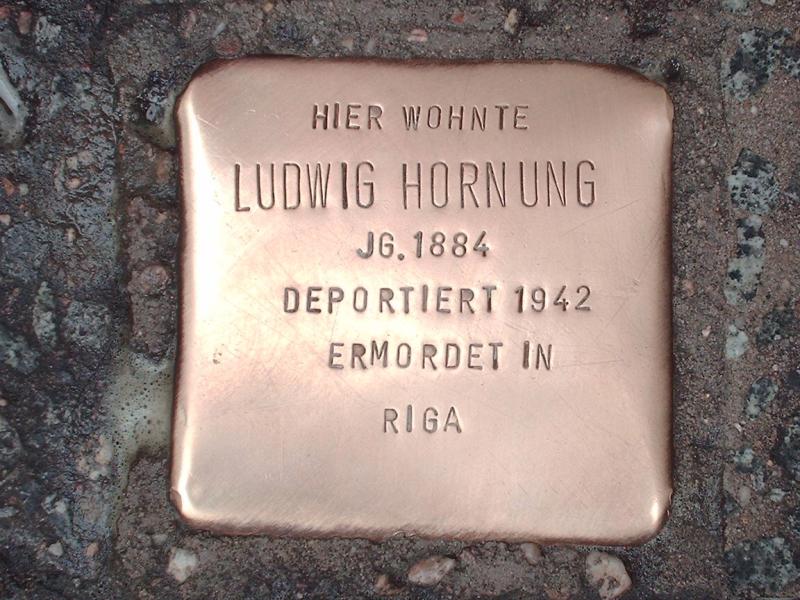 HIER WOHNTE
LUDWIG HORNUNG
JG. 1884
DEPORTIERT 1942
ERMORDET IN
RIGA